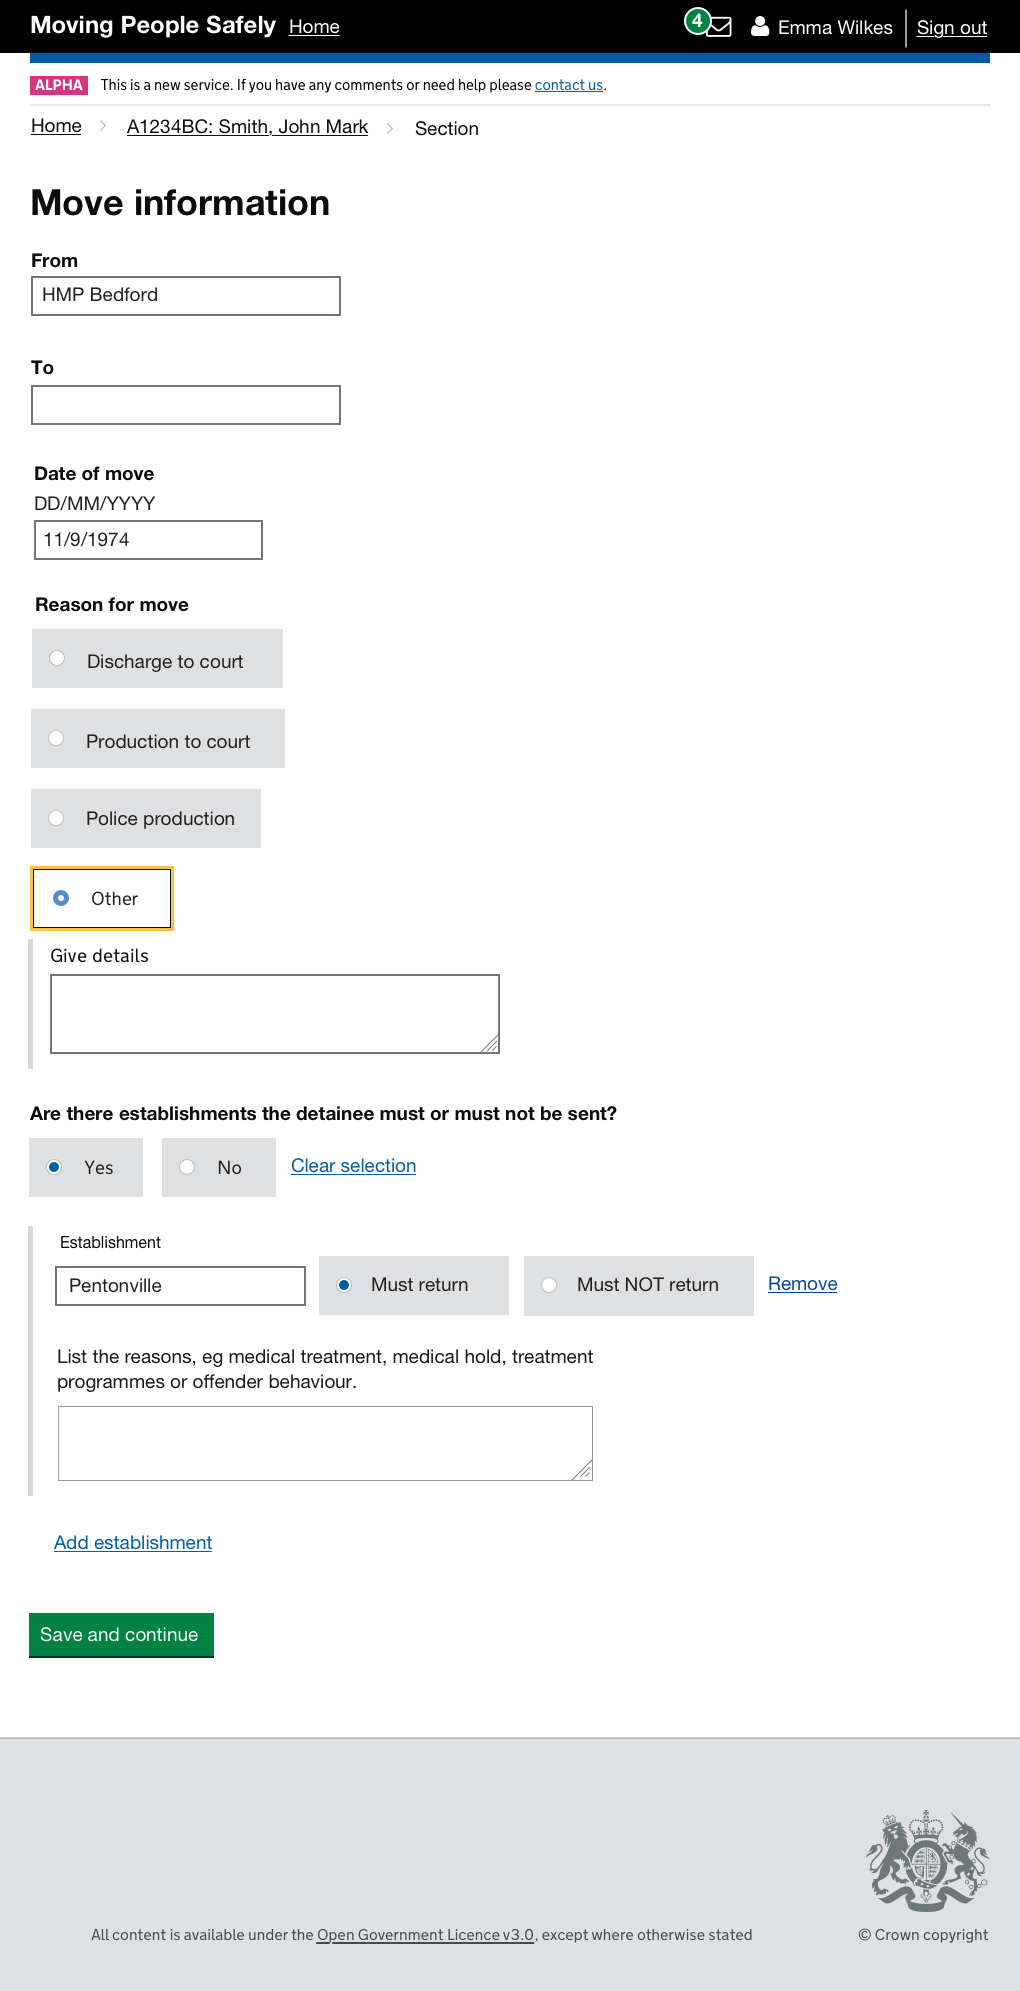 Moving People Safely Home 4 Emma Wilkes Sign out
ALPHA This is a new service. If you have any comments or need help please contact us.
Home A1234BC: Smith, John Mark Section
Move information
From
HMP Bedford
To
Date of move
DD/MM/YYYY
11/9/1974
Reason for move
Discharge to court
Production to court
Police production
Other
Give details
Are there establishments the detainee must or must not be sent?
Yes No Clear selection
Establishment
Pentonville Must return Must NOT return Remove
List the reasons, eg medical treatment, medical hold, treatment
programmes or offender behaviour.
Add establishment
Save and continue
All content is available under the Open Government Licence v3.0, except where otherwise stated © Crown copyright